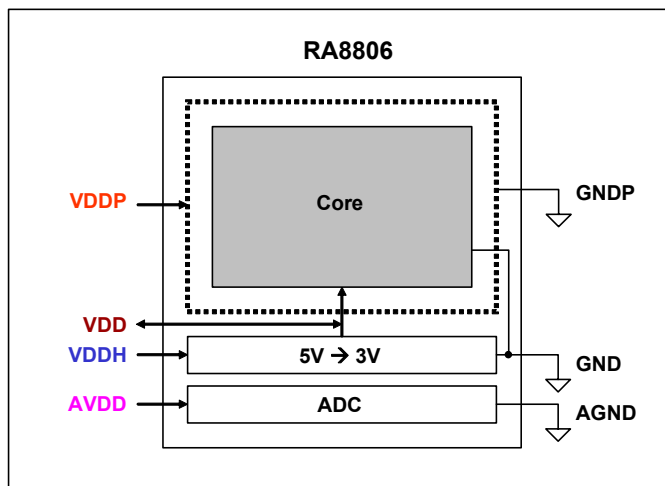 RA8806
Core
VDDP
GNDP
VDD
VDDH
5V → 3V
GND
AVDD
ADC
AGND